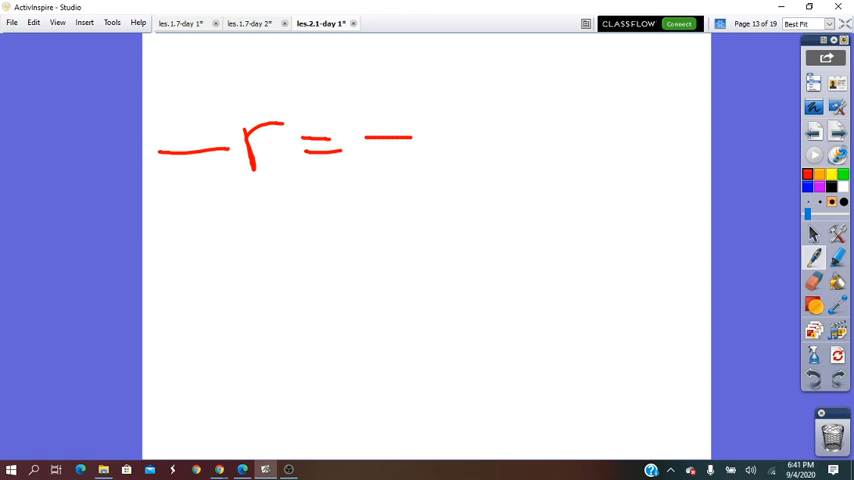 ActivInspire - Studio
File Edit View Insert Tools Help
les.1.7-day 1* les.1.7-day 2* les.2.1-day 1*
CLASSFLOW Connect
Page 13 of 19 Best Fit
— r = —
6:41 PM
9/4/2020